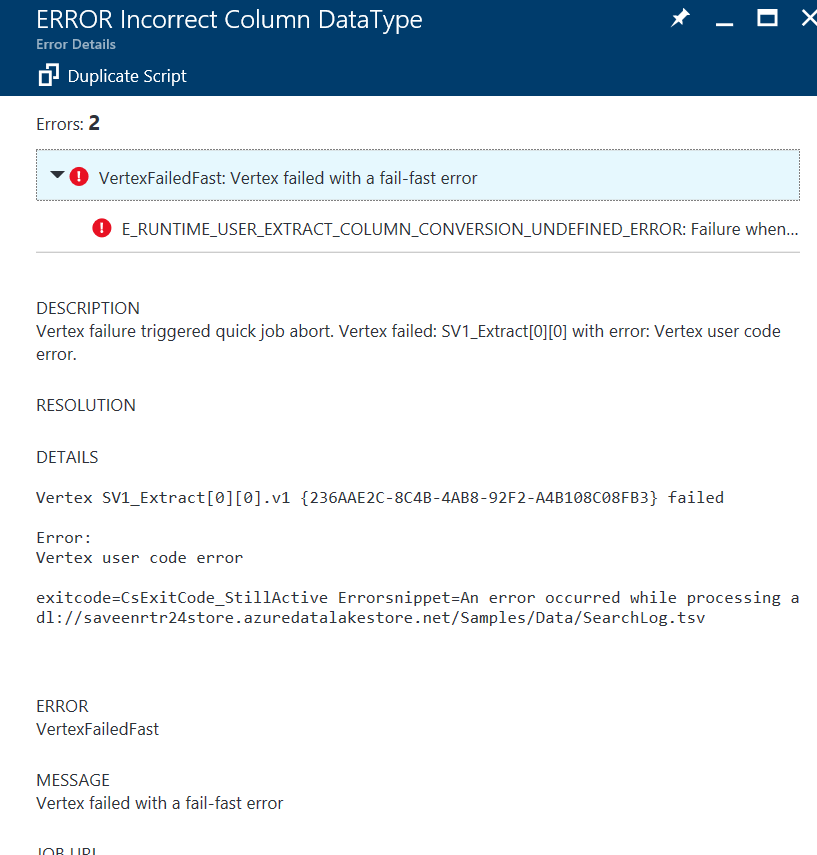 ERROR Incorrect Column DataType
Error Details
Duplicate Script
Errors: 2
VertexFailedFast: Vertex failed with a fail-fast error
E_RUNTIME_USER_EXTRACT_COLUMN_CONVERSION_UNDEFINED_ERROR: Failure when...
DESCRIPTION
Vertex failure triggered quick job abort. Vertex failed: SV1_Extract[0][0] with error: Vertex user code
error.
RESOLUTION
DETAILS
Vertex SV1_Extract[0][0].v1 {236AAE2C-8C4B-4AB8-92F2-A4B108C08FB3} failed
Error:
Vertex user code error
exitcode=CsExitCode_StillActive Errorsnippet=An error occurred while processing a
dl://saveenrtr24store.azuredatalakestore.net/Samples/Data/SearchLog.tsv
ERROR
VertexFailedFast
MESSAGE
Vertex failed with a fail-fast error